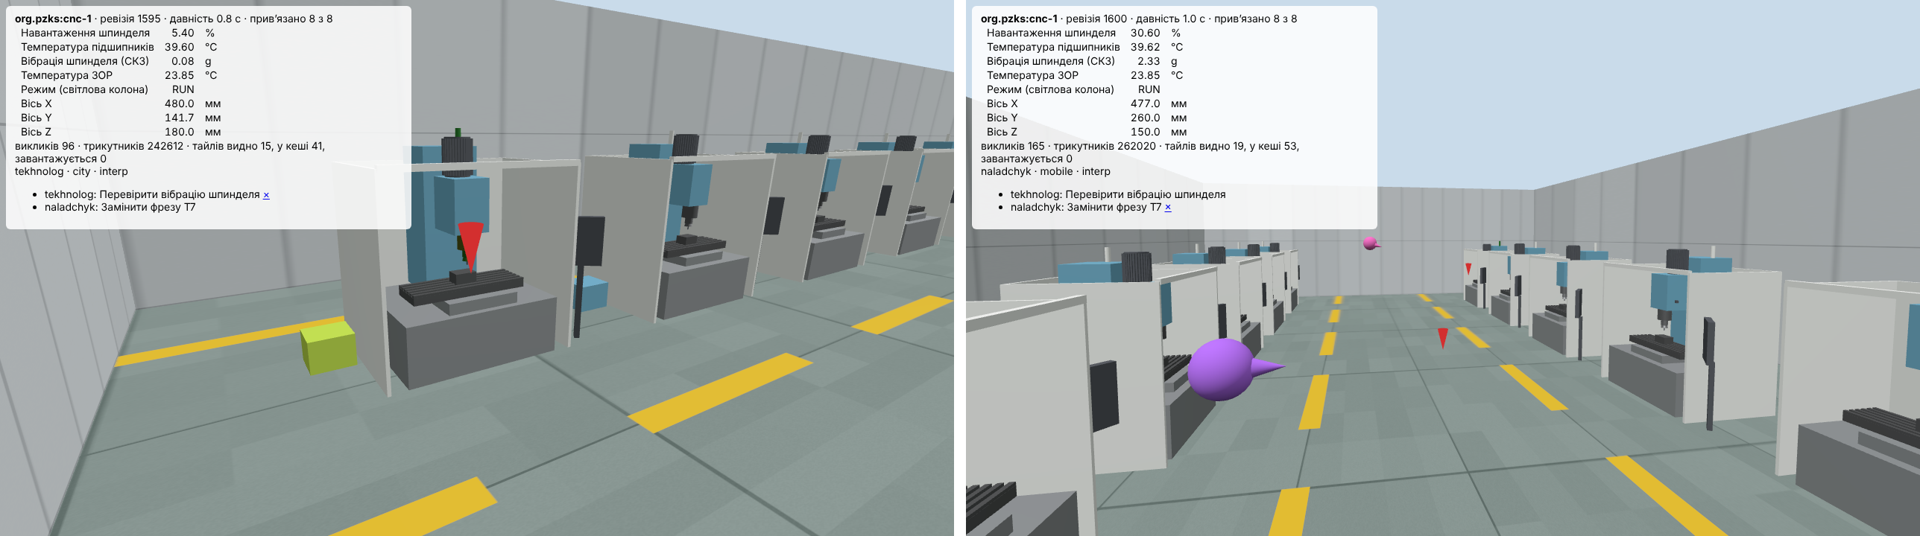 org.pzks:cnc-1 · ревізія 1595 · давність 0.8 с · прив'язано 8 з 8
Навантаження шпинделя 5.40 %
Температура підшипників 39.60 °C
Вібрація шпинделя (СКЗ) 0.08 g
Температура ЗОР 23.85 °C
Режим (світлова колона) RUN
Вісь X 480.0 мм
Вісь Y 141.7 мм
Вісь Z 180.0 мм
викликів 96 · трикутників 242612 · тайлів видно 15, у кеші 41,
завантажується 0
tekhnolog · city · interp
• tekhnolog: Перевірити вібрацію шпинделя ×
• naladchyk: Замінити фрезу T7
org.pzks:cnc-1 · ревізія 1600 · давність 1.0 с · прив'язано 8 з 8
Навантаження шпинделя 30.60 %
Температура підшипників 39.62 °C
Вібрація шпинделя (СКЗ) 2.33 g
Температура ЗОР 23.85 °C
Режим (світлова колона) RUN
Вісь X 477.0 мм
Вісь Y 260.0 мм
Вісь Z 150.0 мм
викликів 165 · трикутників 262020 · тайлів видно 19, у кеші 53,
завантажується 0
naladchyk · mobile · interp
• tekhnolog: Перевірити вібрацію шпинделя
• naladchyk: Замінити фрезу T7 ×